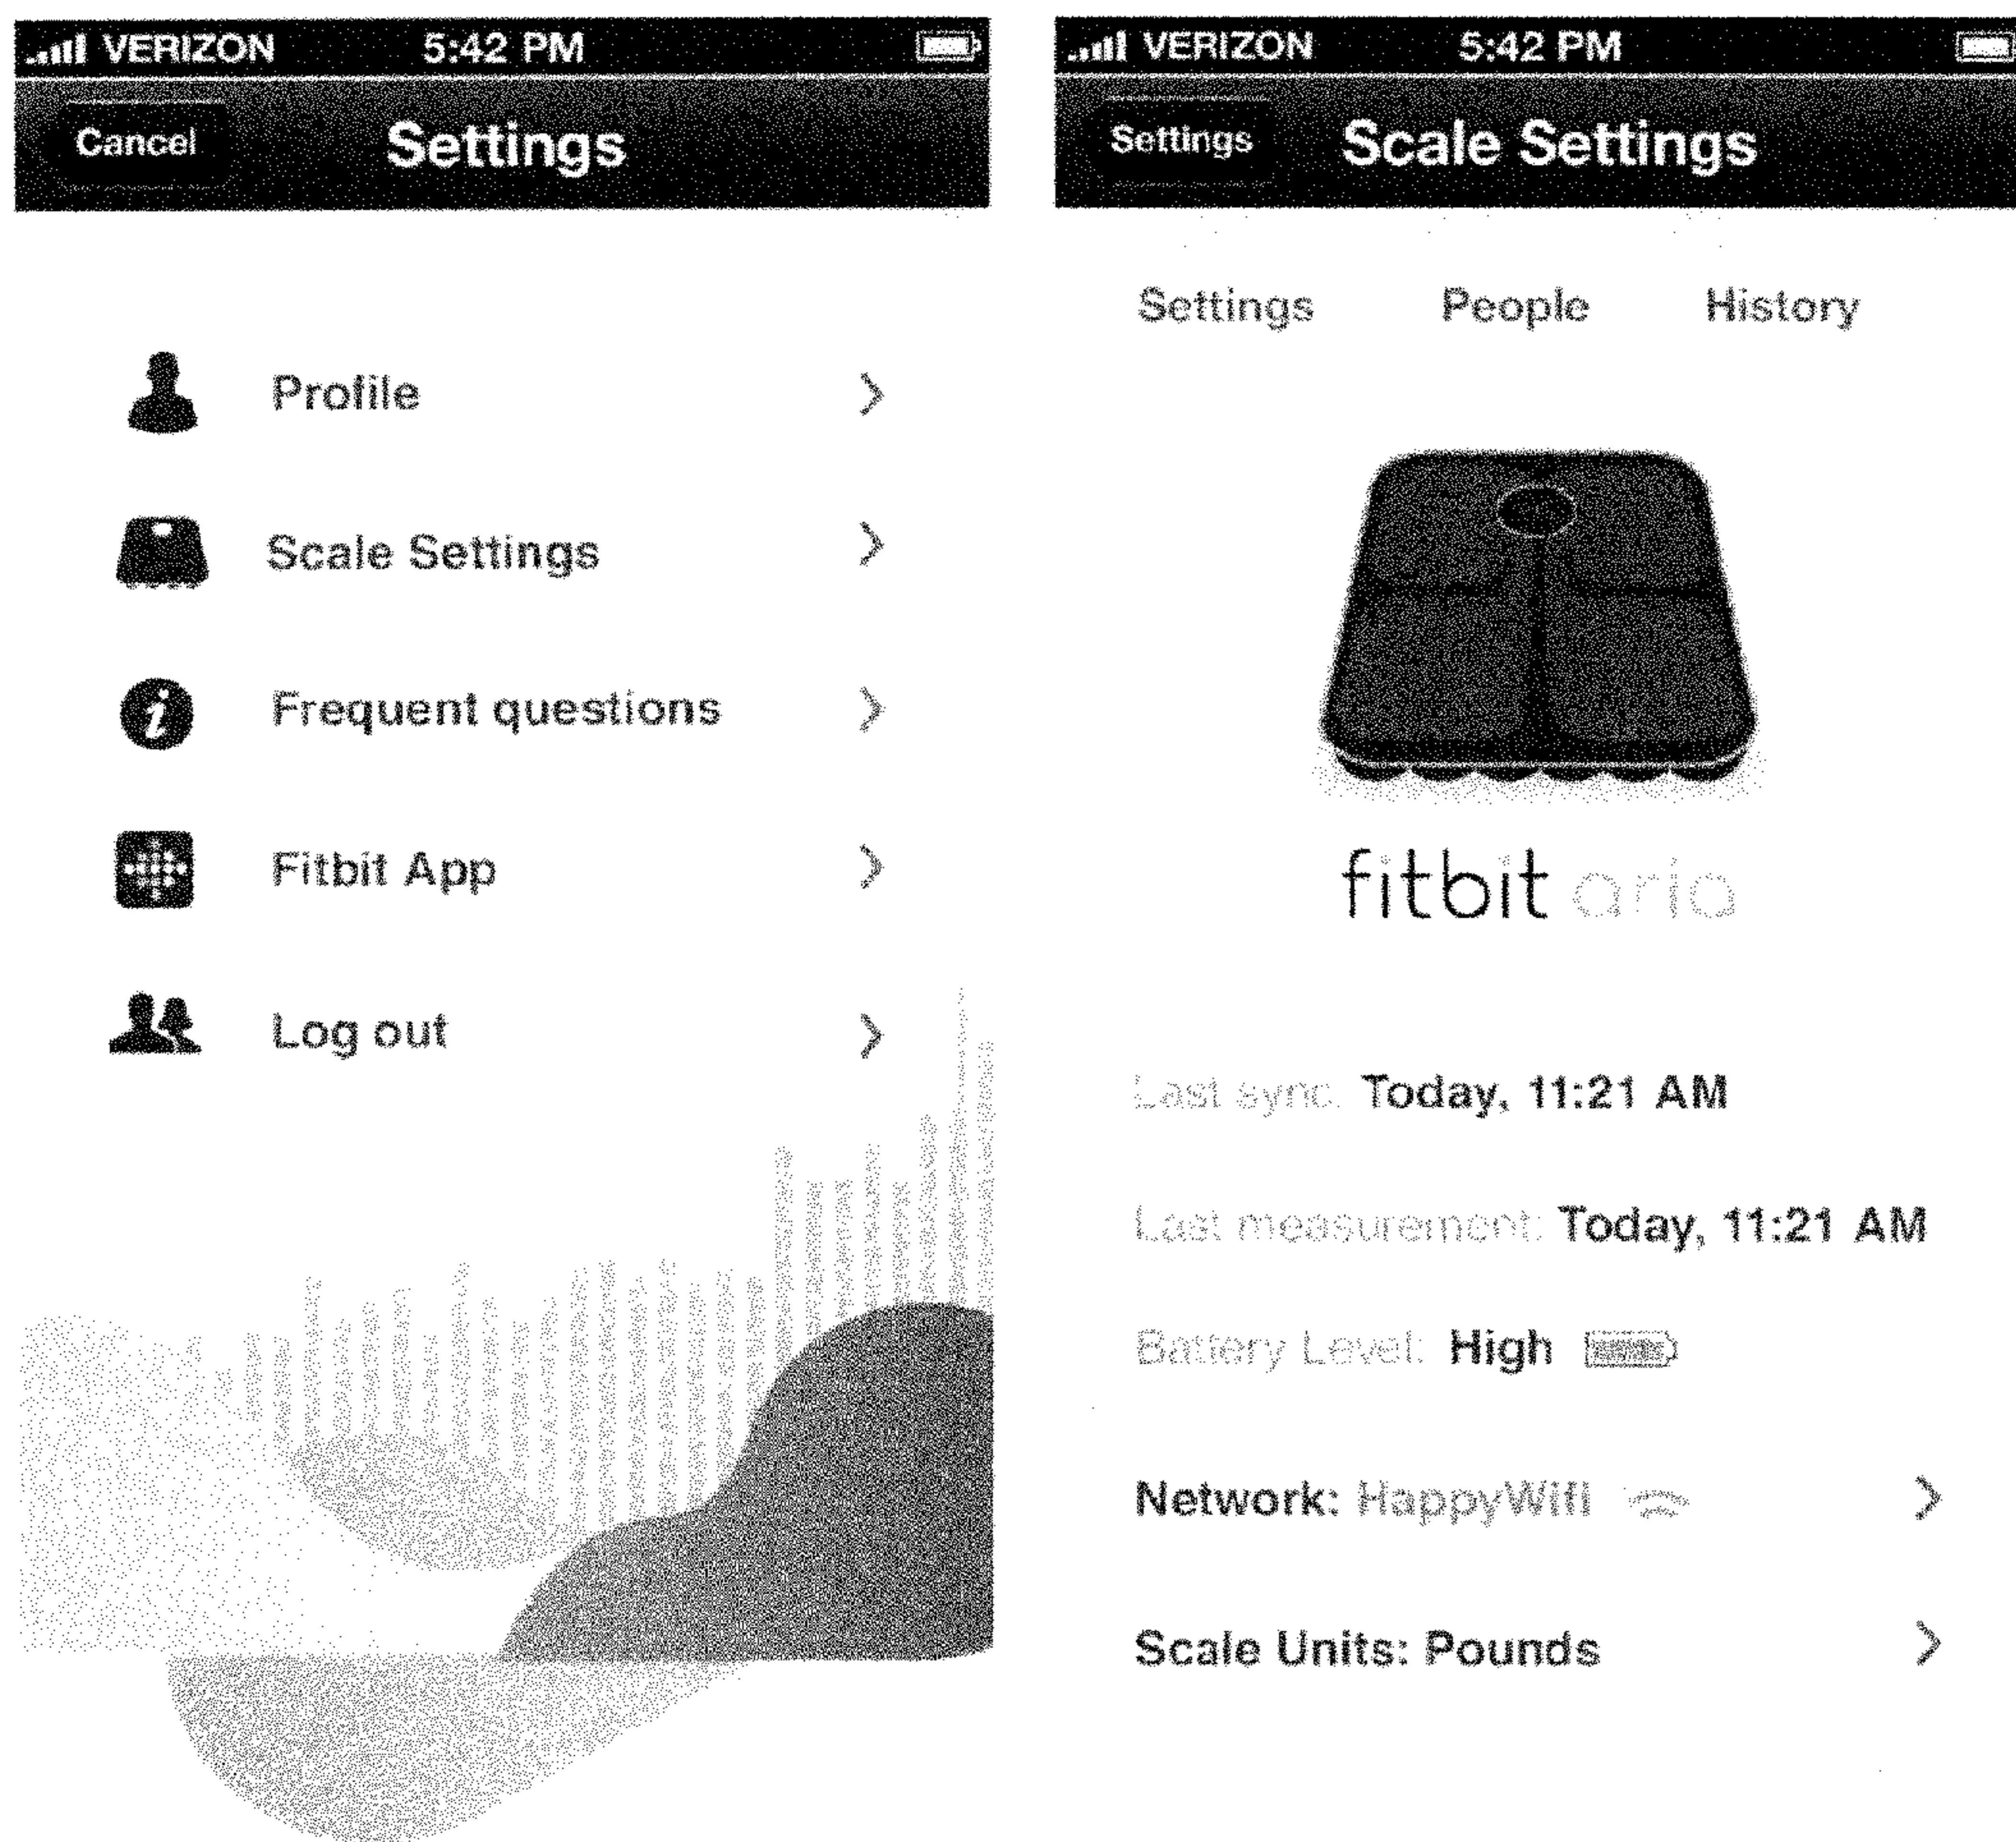 VERIZON 5:42 PM
Cancel Settings
Profile
Scale Settings
Frequent questions
Fitbit App
Log out
VERIZON 5:42 PM
Settings Scale Settings
Settings People History
fitbit aria
Last sync: Today, 11:21 AM
Last measurement: Today, 11:21 AM
Battery Level: High
Network: HappyWifi
Scale Units: Pounds